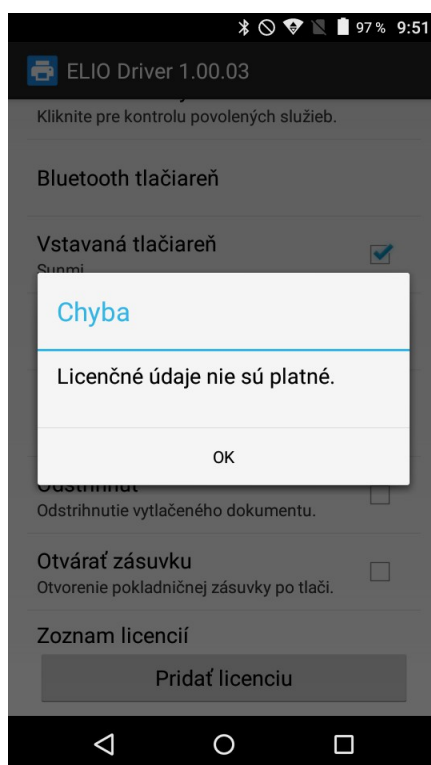 97 % 9:51
ELIO Driver 1.00.03
Kliknite pre kontrolu povolených služieb.
Bluetooth tlačiareň
Vstavaná tlačiareň
Sunmi
Chyba
Licenčné údaje nie sú platné.
OK
Odstrihnúť
Odstrihnutie vytlačeného dokumentu.
Otvárať zásuvku
Otvorenie pokladničnej zásuvky po tlači.
Zoznam licencií
Pridať licenciu